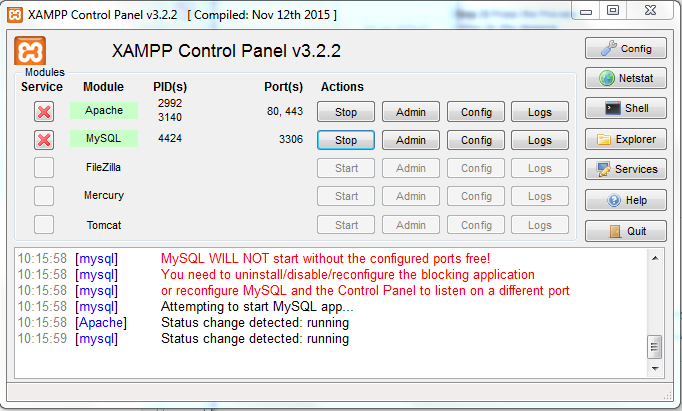 XAMPP Control Panel v3.2.2 [ Compiled: Nov 12th 2015 ]
XAMPP Control Panel v3.2.2
Config
Modules
Service Module PID(s) Port(s) Actions
Netstat
Apache 2992 3140 80, 443 Stop Admin Config Logs
Shell
MySQL 4424 3306 Stop Admin Config Logs
Explorer
FileZilla Start Admin Config Logs
Services
Mercury Start Admin Config Logs
Help
Tomcat Start Admin Config Logs
Quit
10:15:58 [mysql] MySQL WILL NOT start without the configured ports free!
10:15:58 [mysql] You need to uninstall/disable/reconfigure the blocking application
10:15:58 [mysql] or reconfigure MySQL and the Control Panel to listen on a different port
10:15:58 [mysql] Attempting to start MySQL app...
10:15:58 [Apache] Status change detected: running
10:15:59 [mysql] Status change detected: running